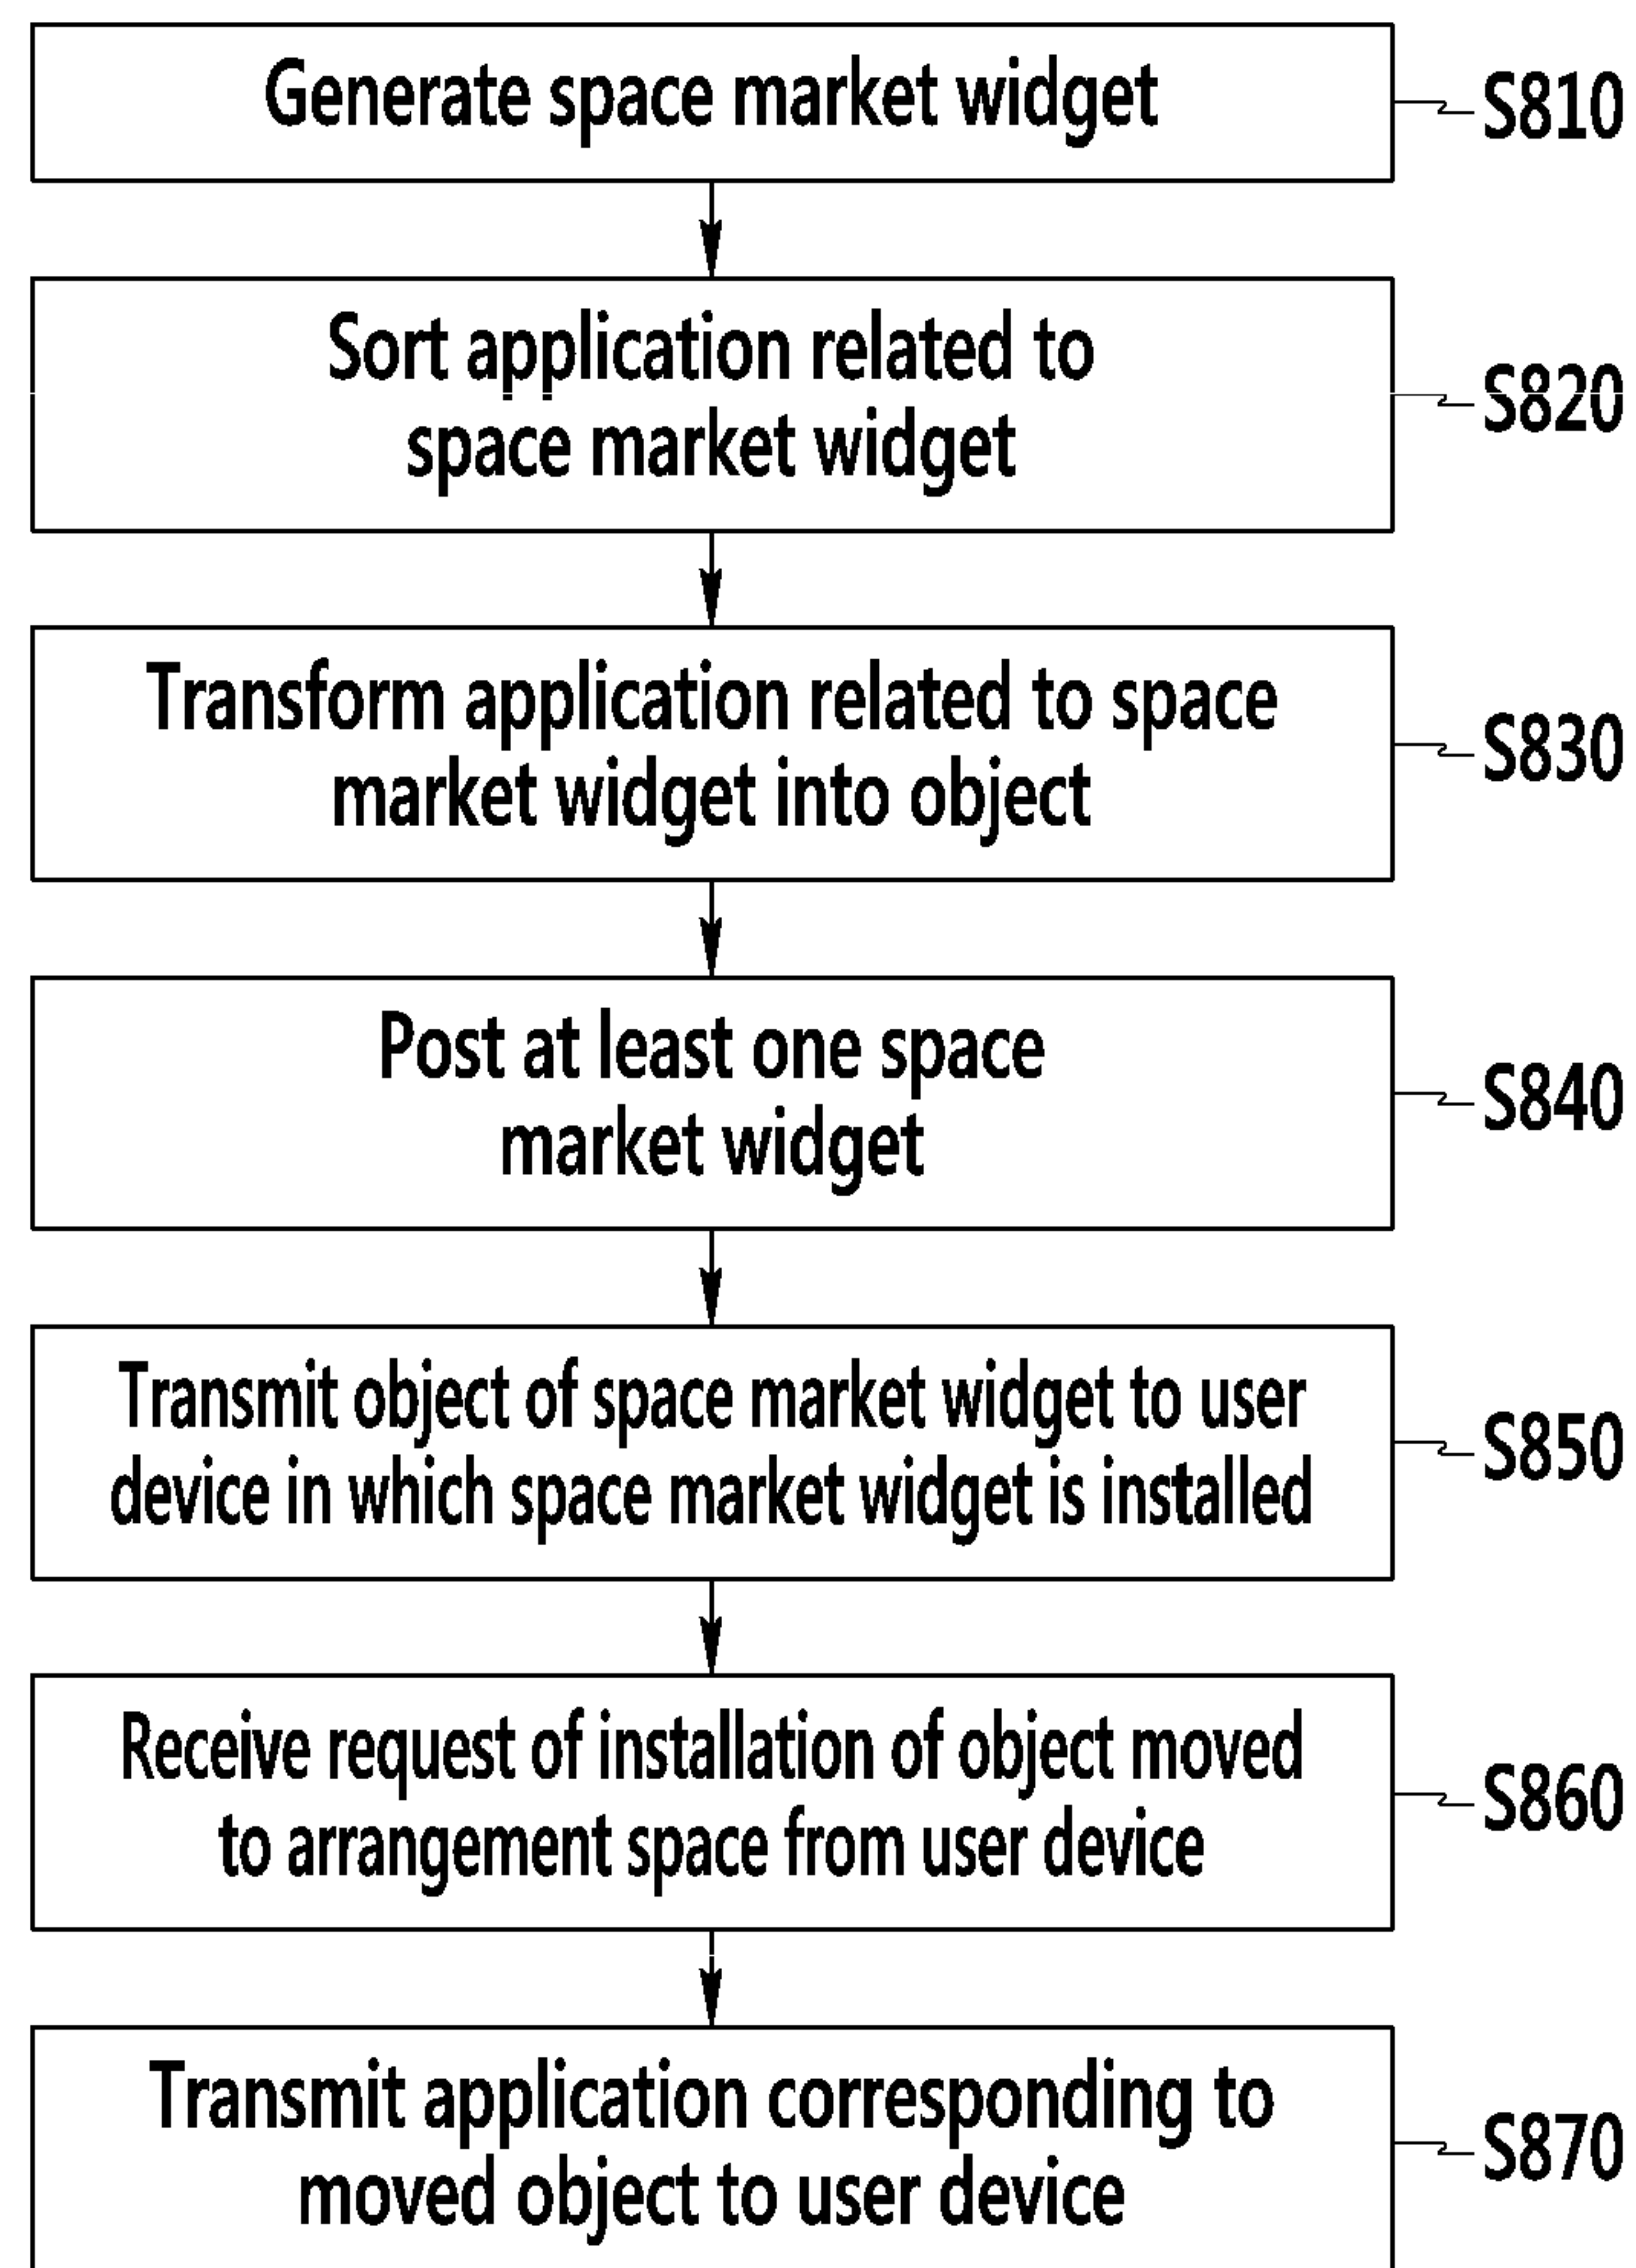 Generate space market widget
S810
Sort application related to
space market widget
S820
Transform application related to space
market widget into object
S830
Post at least one space
market widget
S840
Transmit object of space market widget to user
device in which space market widget is installed
S850
Receive request of installation of object moved
to arrangement space from user device
S860
Transmit application corresponding to
moved object to user device
S870